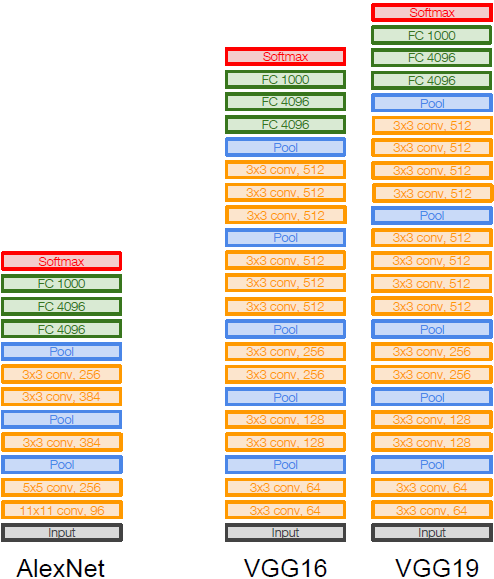 Softmax
FC 1000
FC 4096
FC 4096
Pool
3x3 conv, 256
3x3 conv, 384
Pool
3x3 conv, 384
Pool
5x5 conv, 256
11x11 conv, 96
Input
AlexNet
Softmax
FC 1000
FC 4096
FC 4096
Pool
3x3 conv, 512
3x3 conv, 512
3x3 conv, 512
Pool
3x3 conv, 512
3x3 conv, 512
3x3 conv, 512
Pool
3x3 conv, 256
3x3 conv, 256
Pool
3x3 conv, 128
3x3 conv, 128
Pool
3x3 conv, 64
3x3 conv, 64
Input
VGG16
Softmax
FC 1000
FC 4096
FC 4096
Pool
3x3 conv, 512
3x3 conv, 512
3x3 conv, 512
3x3 conv, 512
Pool
3x3 conv, 512
3x3 conv, 512
3x3 conv, 512
3x3 conv, 512
Pool
3x3 conv, 256
3x3 conv, 256
Pool
3x3 conv, 128
3x3 conv, 128
Pool
3x3 conv, 64
3x3 conv, 64
Input
VGG19